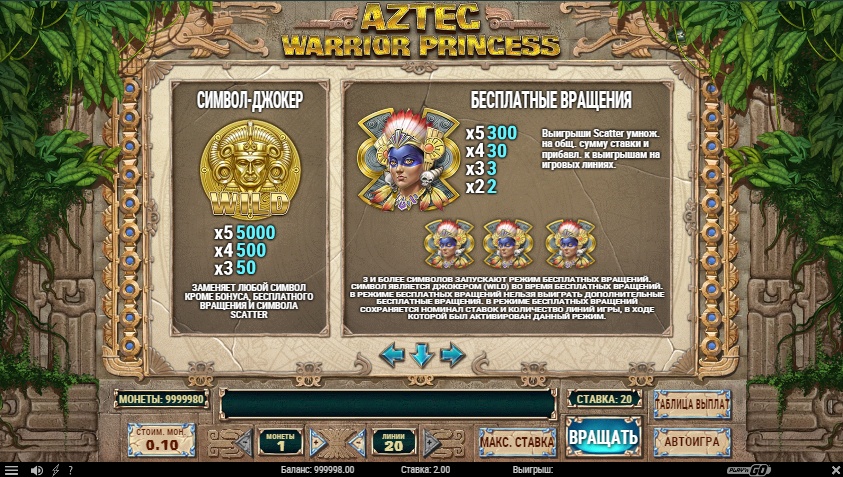 AZTEC
WARRIOR PRINCESS
СИМВОЛ-ДЖОКЕР
WILD
x5 5000
x4 500
x3 50
ЗАМЕНЯЕТ ЛЮБОЙ СИМВОЛ
КРОМЕ БОНУСА, БЕСПЛАТНОГО
ВРАЩЕНИЯ И СИМВОЛА
SCATTER
БЕСПЛАТНЫЕ ВРАЩЕНИЯ
x5 300
x4 30
x3 3
x2 2
Выигрыши Scatter умнож.
на общ. сумму ставки и
прибавл. к выигрышам на
игровых линиях.
3 И БОЛЕЕ СИМВОЛОВ ЗАПУСКАЮТ РЕЖИМ БЕСПЛАТНЫХ ВРАЩЕНИЙ.
СИМВОЛ ЯВЛЯЕТСЯ ДЖОКЕРОМ (WILD) ВО ВРЕМЯ БЕСПЛАТНЫХ ВРАЩЕНИЙ.
В РЕЖИМЕ БЕСПЛАТНЫХ ВРАЩЕНИЙ НЕЛЬЗЯ ВЫИГРАТЬ ДОПОЛНИТЕЛЬНЫЕ
БЕСПЛАТНЫЕ ВРАЩЕНИЯ. В РЕЖИМЕ БЕСПЛАТНЫХ ВРАЩЕНИЙ
СОХРАНЯЕТСЯ НОМИНАЛ СТАВОК И КОЛИЧЕСТВО ЛИНИЙ ИГРЫ, В ХОДЕ
КОТОРОЙ БЫЛ АКТИВИРОВАН ДАННЫЙ РЕЖИМ.
МОНЕТЫ: 9999980
СТАВКА: 20
ТАБЛИЦА ВЫПЛАТ
СТОИМ. МОН.
0.10
МОНЕТЫ
1
ЛИНИИ
20
МАКС. СТАВКА
ВРАЩАТЬ
АВТОИГРА
? Баланс: 999998.00 Ставка: 2.00 Выигрыш: PLAY'N GO